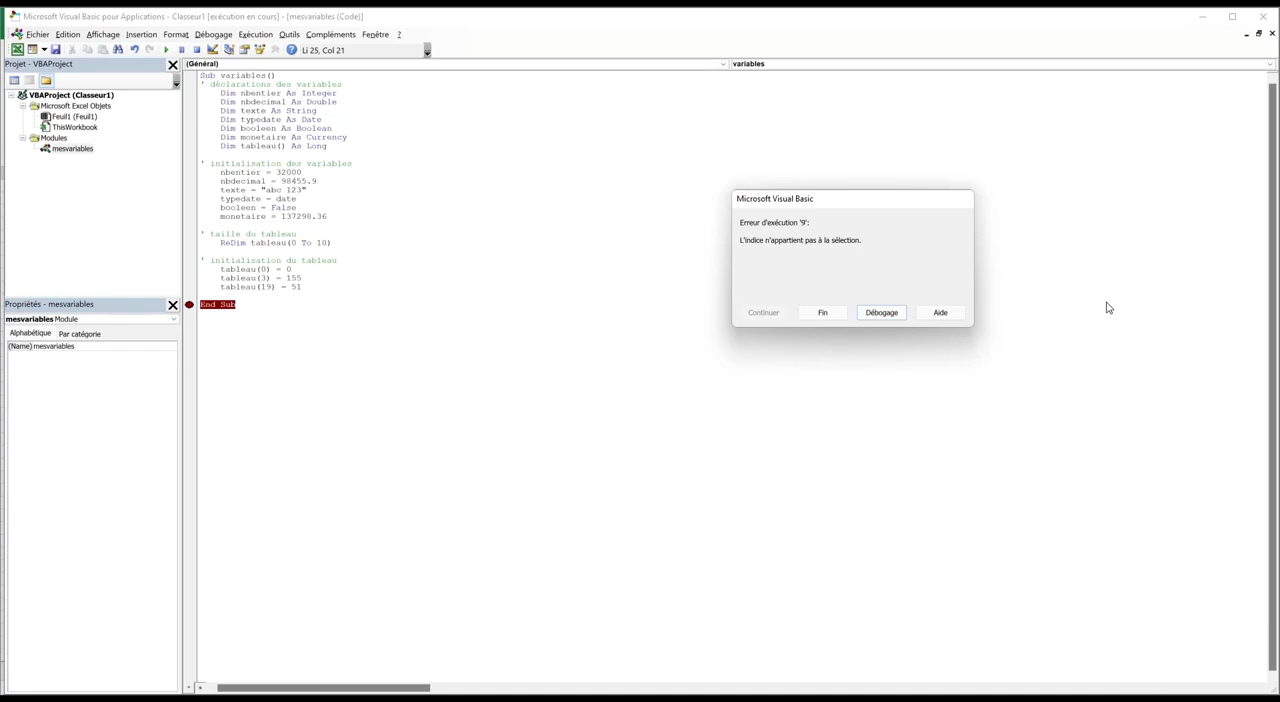 Microsoft Visual Basic pour Applications - Classeur1 [exécution en cours] - [mesvariables (Code)]
Fichier Edition Affichage Insertion Format Débogage Exécution Outils Compléments Fenêtre ?
Li 25, Col 21
Projet - VBAProject
(Général)
variables
VBAProject (Classeur1)
Microsoft Excel Objets
Feuil1 (Feuil1)
ThisWorkbook
Modules
mesvariables
Propriétés - mesvariables
mesvariables Module
Alphabétique Par catégorie
(Name) mesvariables
Sub variables()
' déclarations des variables
Dim nbentier As Integer
Dim nbdecimal As Double
Dim texte As String
Dim typedate As Date
Dim booleen As Boolean
Dim monetaire As Currency
Dim tableau() As Long
' initialisation des variables
nbentier = 32000
nbdecimal = 98455.9
texte = "abc 123"
typedate = date
booleen = False
monetaire = 137298.36
' taille du tableau
ReDim tableau(0 To 10)
' initialisation du tableau
tableau(0) = 0
tableau(3) = 155
tableau(19) = 51
End Sub
Microsoft Visual Basic
Erreur d'exécution '9':
L'indice n'appartient pas à la sélection.
Continuer Fin Débogage Aide